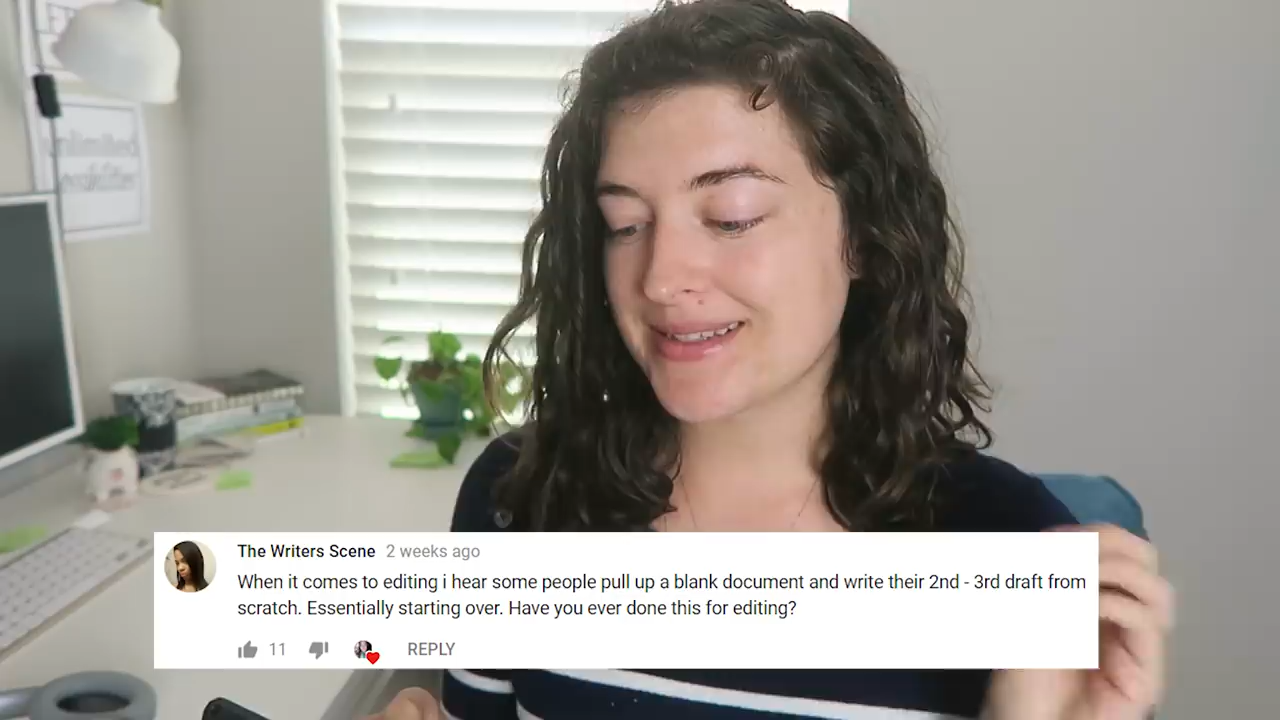 unlimited
The Writers Scene 2 weeks ago
When it comes to editing i hear some people pull up a blank document and write their 2nd - 3rd draft from
scratch. Essentially starting over. Have you ever done this for editing?
11
REPLY